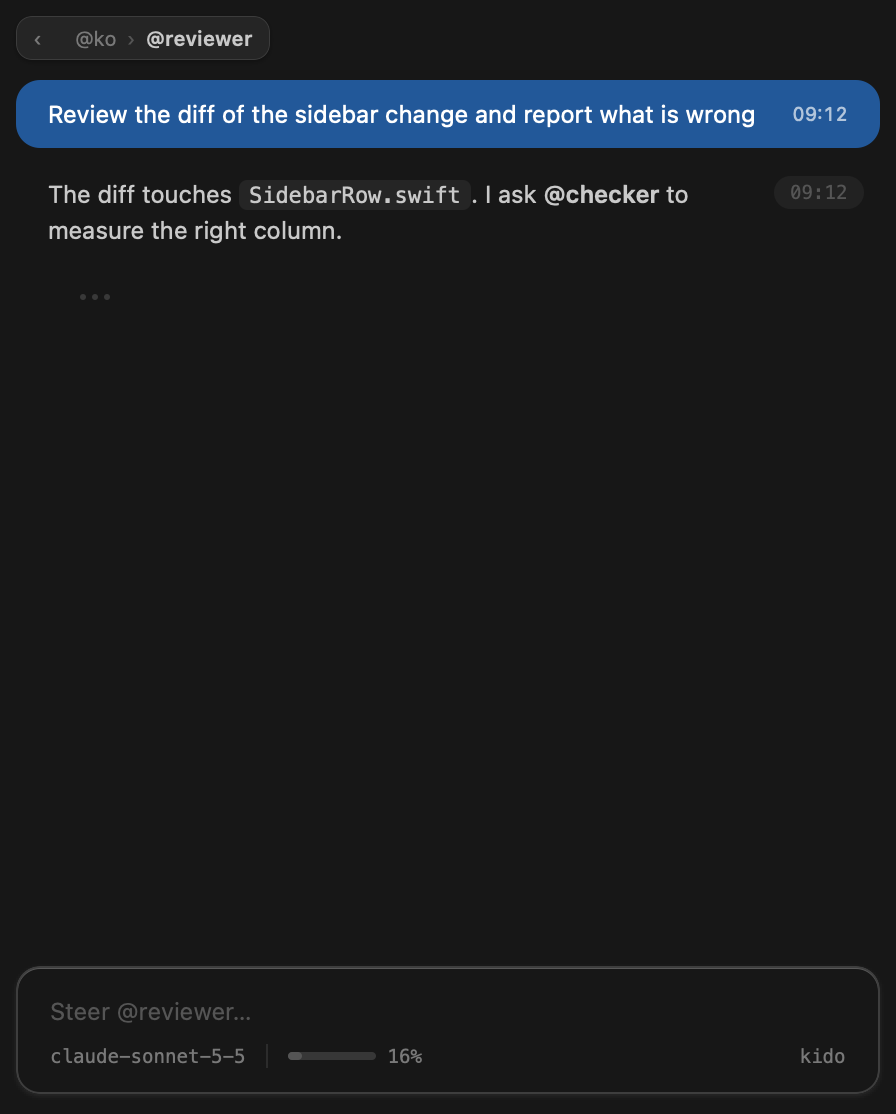 ‹ @ko › @reviewer
Review the diff of the sidebar change and report what is wrong 09:12
The diff touches SidebarRow.swift. I ask @checker to 09:12
measure the right column.
Steer @reviewer...
claude-sonnet-5-5 16% kido